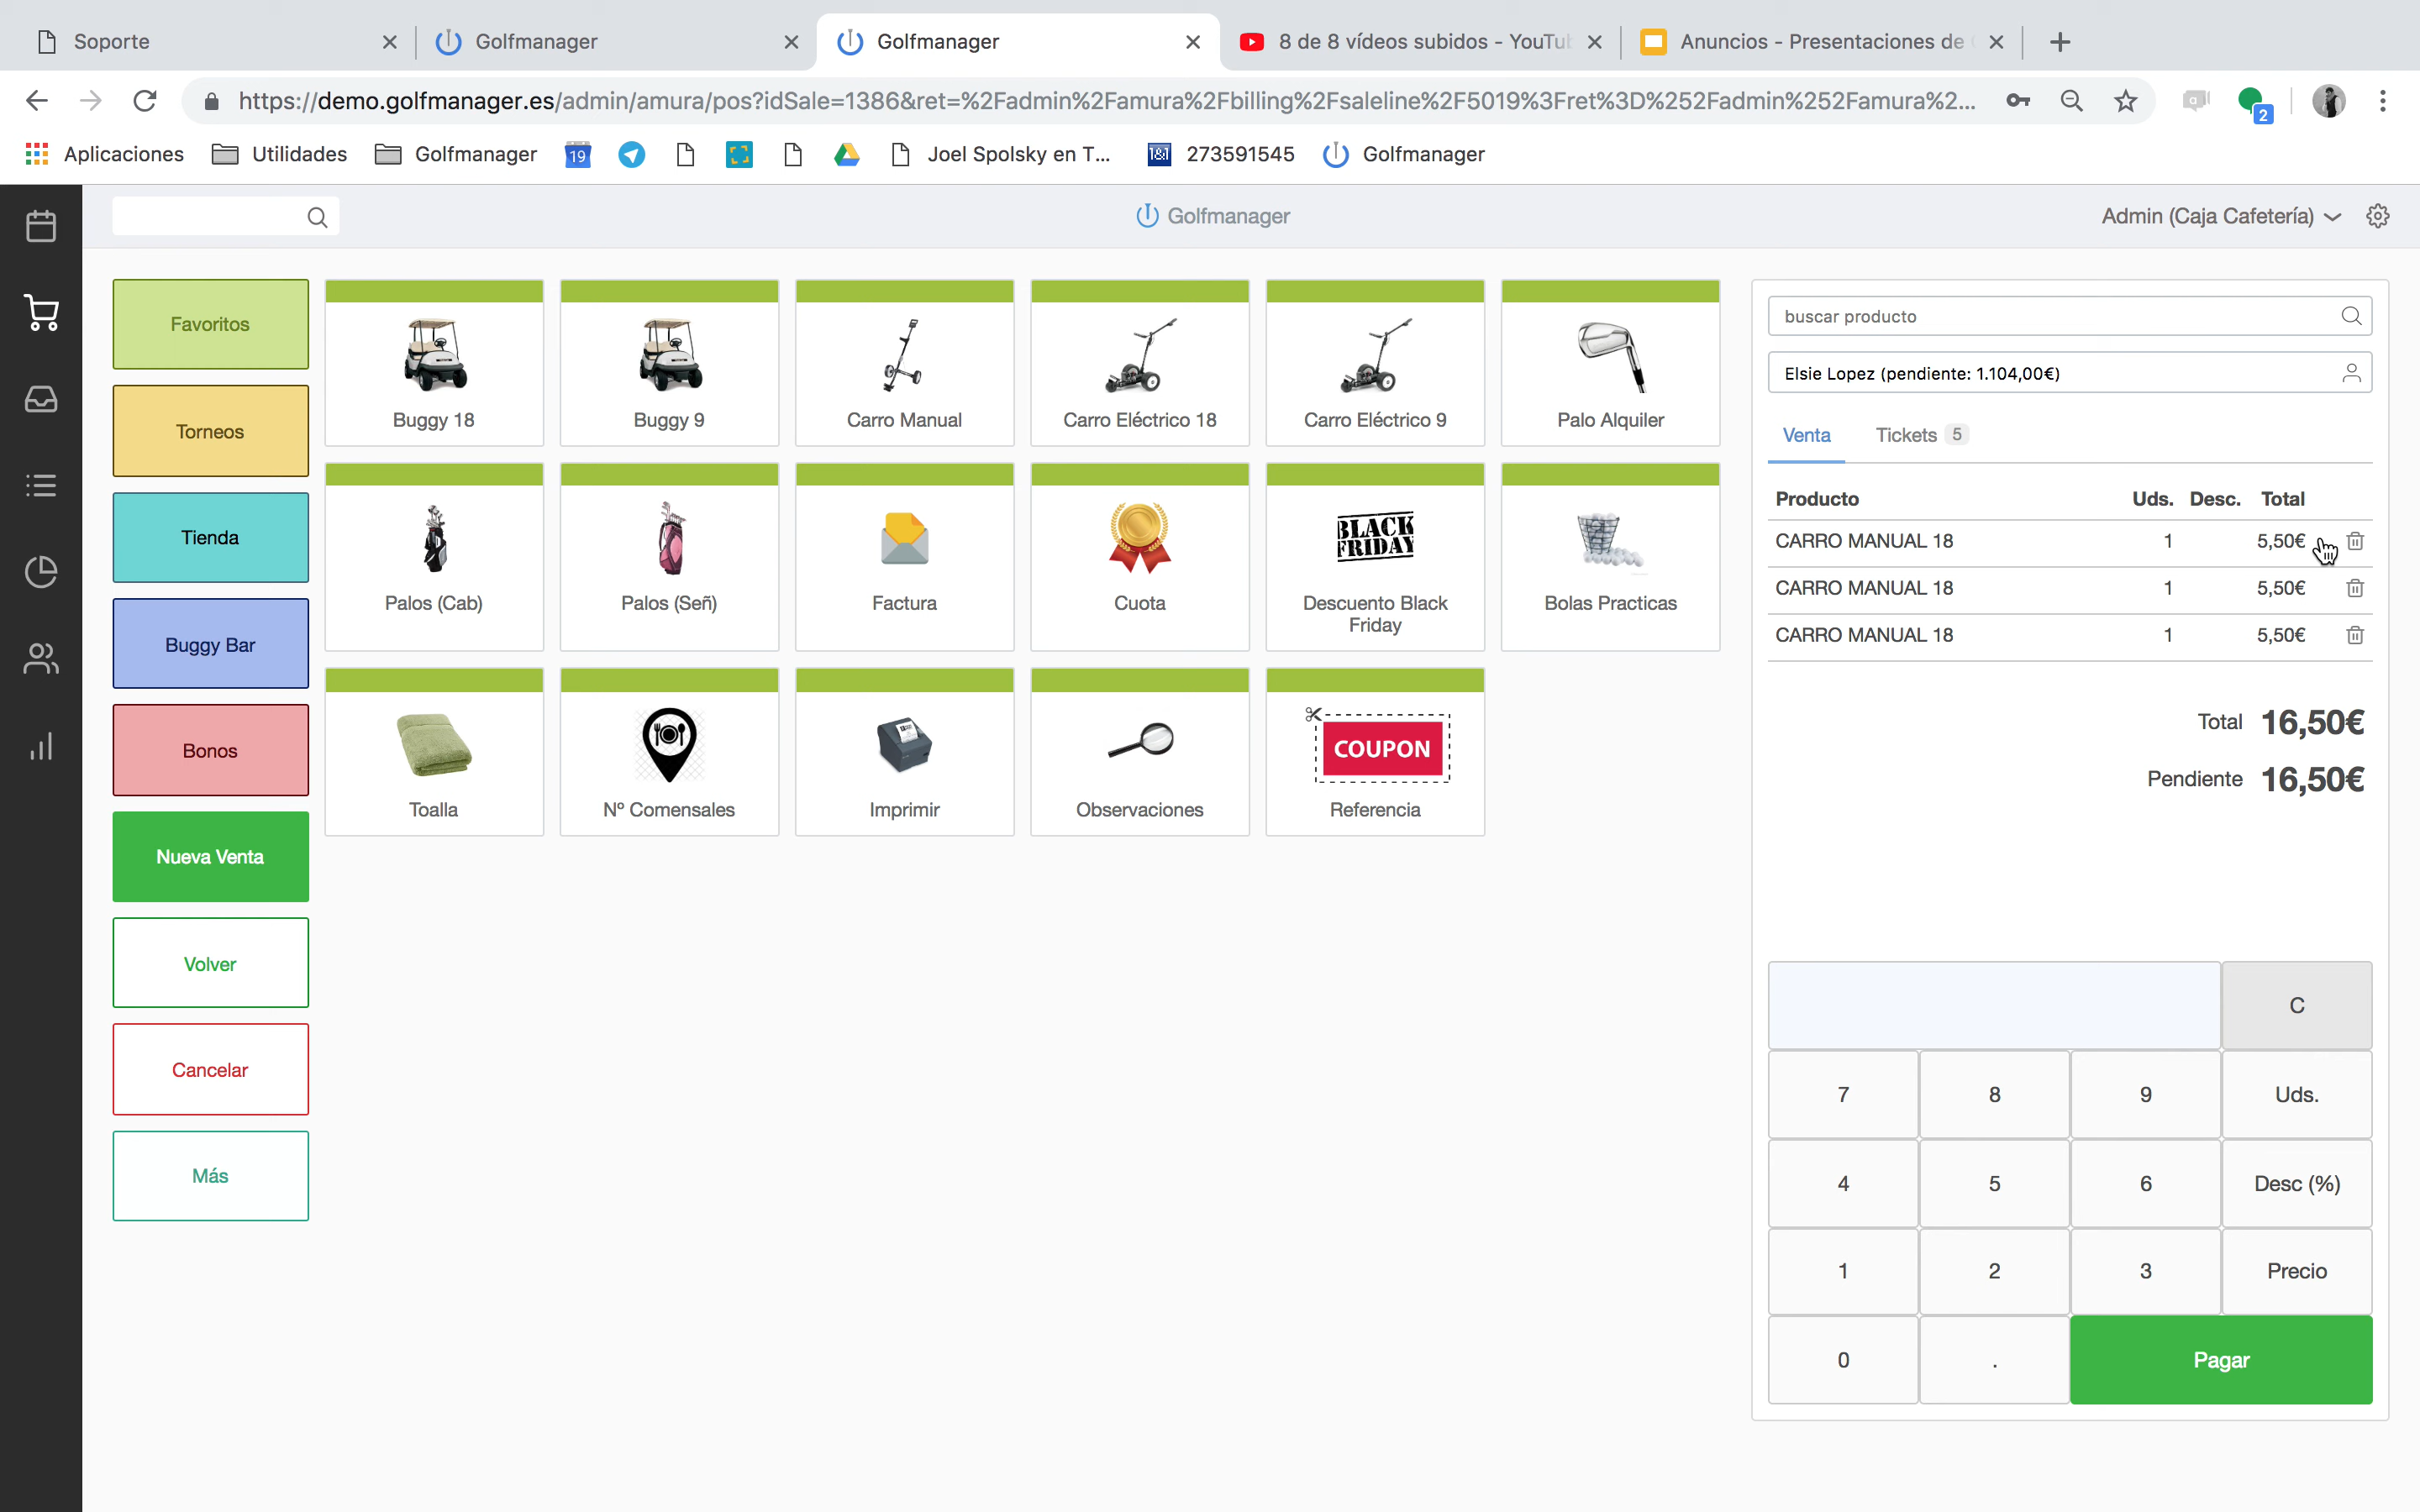 Soporte
Golfmanager
Golfmanager
8 de 8 vídeos subidos - YouTu
Anuncios - Presentaciones de
https://demo.golfmanager.es/admin/amura/pos?idSale=1386&ret=%2Fadmin%2Famura%2Fbilling%2Fsaleline%2F5019%3Fret%3D%252Fadmin%252Famura%2...
2
Aplicaciones
Utilidades
Golfmanager
19
Joel Spolsky en T...
1&1
273591545
Golfmanager
Golfmanager
Admin (Caja Cafetería)
Favoritos
Torneos
Tienda
Buggy Bar
Bonos
Nueva Venta
Volver
Cancelar
Más
Buggy 18
Buggy 9
Carro Manual
Carro Eléctrico 18
Carro Eléctrico 9
Palo Alquiler
Palos (Cab)
Palos (Señ)
Factura
Cuota
BLACK
FRIDAY
Descuento Black
Friday
Bolas Practicas
Toalla
Nº Comensales
Imprimir
Observaciones
COUPON
Referencia
buscar producto
Elsie Lopez (pendiente: 1.104,00€)
Venta
Tickets 5
Producto Uds. Desc. Total
CARRO MANUAL 18 1 5,50€
CARRO MANUAL 18 1 5,50€
CARRO MANUAL 18 1 5,50€
Total 16,50€
Pendiente 16,50€
C
7 8 9 Uds.
4 5 6 Desc (%)
1 2 3 Precio
0 . Pagar